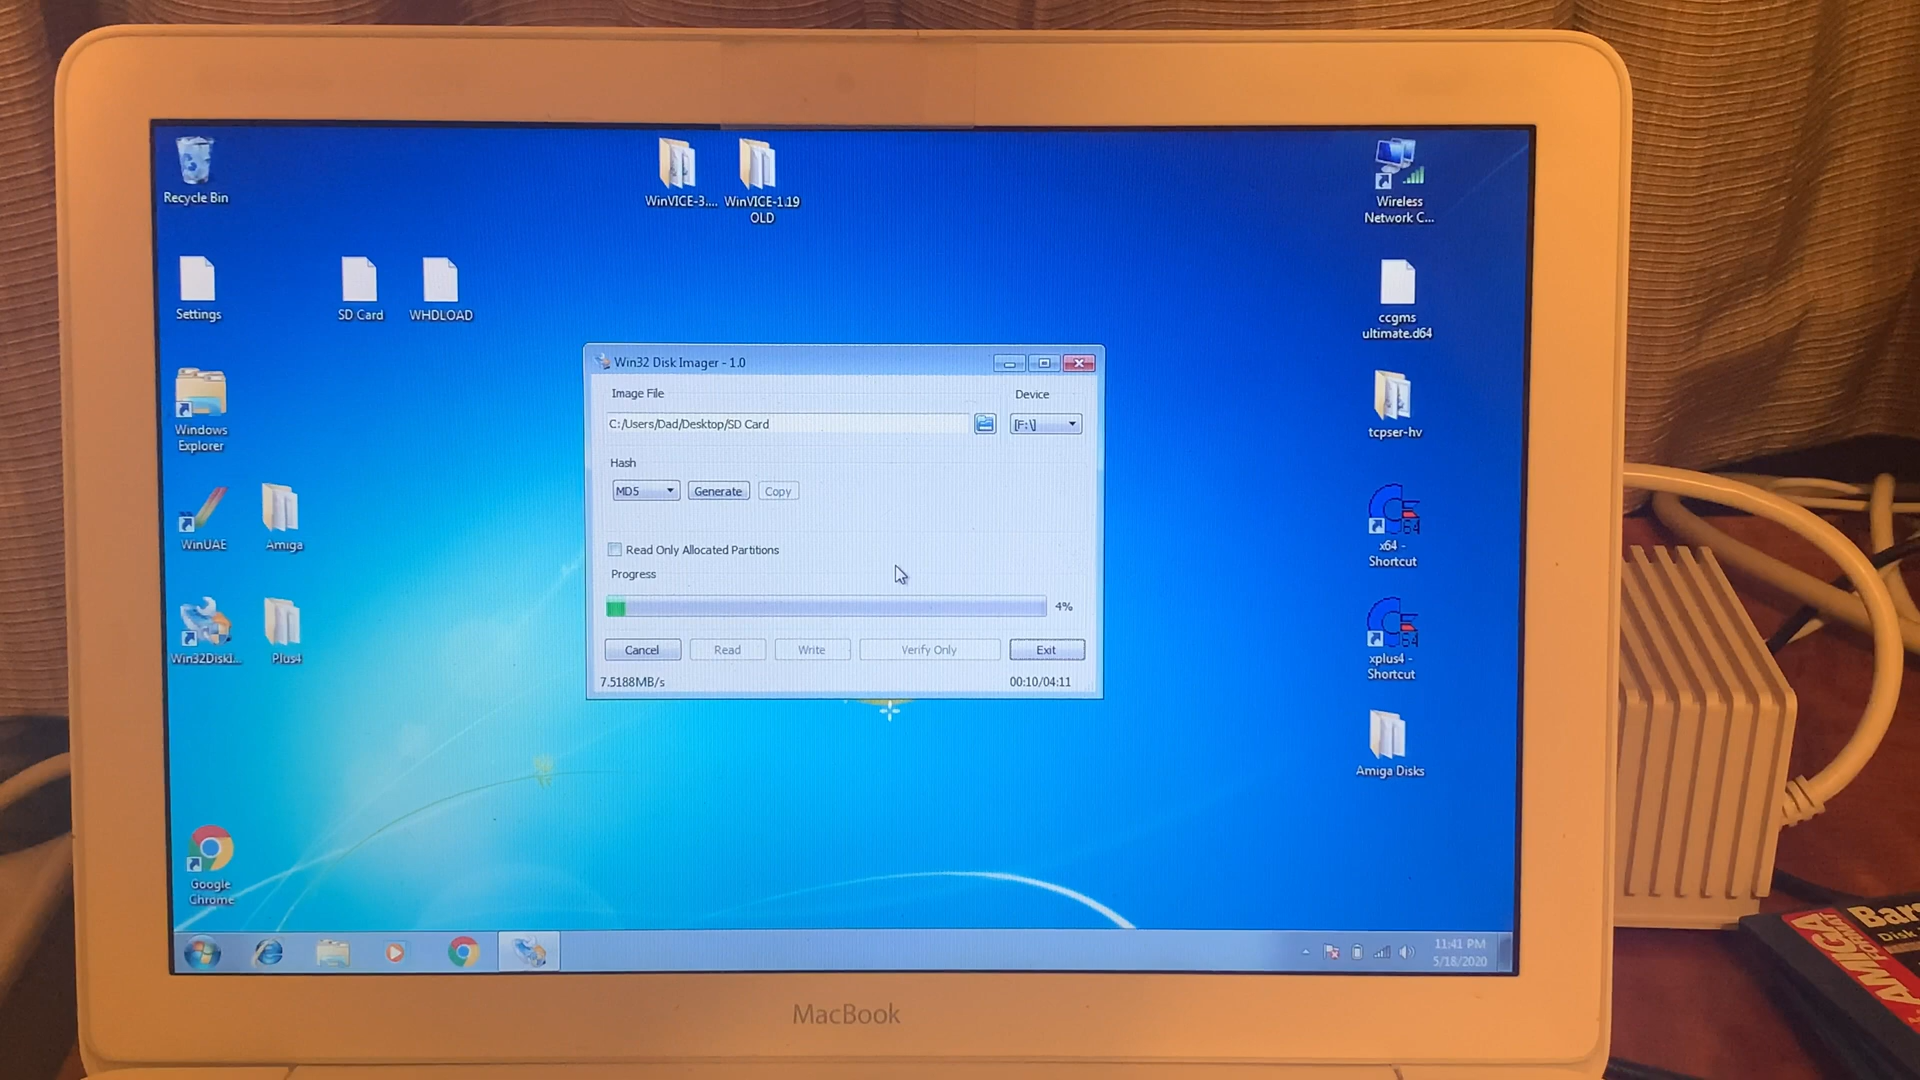 Recycle Bin
WinVICE-3....
WinVICE-1.19
OLD
Wireless
Network C...
Settings
SD Card
WHDLOAD
ccgms
ultimate.d64
Win32 Disk Imager - 1.0
Image File
Device
C:/Users/Dad/Desktop/SD Card
[F:\]
Hash
MD5
Generate
Copy
Read Only Allocated Partitions
Progress
4%
Cancel
Read
Write
Verify Only
Exit
7.5188MB/s
00:10/04:11
Windows
Explorer
tcpser-hv
WinUAE
Amiga
64
x64 -
Shortcut
Win32DiskI...
Plus4
64
xplus4 -
Shortcut
Amiga Disks
Google
Chrome
11:41 PM
5/18/2020
MacBook
AMIGA
FORMAT
Disk